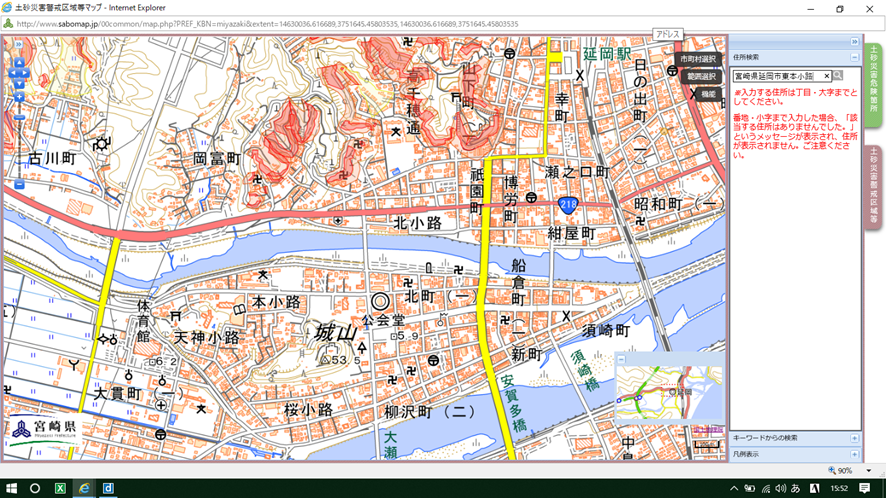 土砂災害警戒区域等マップ - Internet Explorer
http://www.sabomap.jp/00common/map.php?PREF_KBN=miyazaki&extent=14630036.616689,3751645.45803535,14630036.616689,3751645.45803535
アドレス
延岡駅
市町村選択
範囲選択
機能
住所検索
宮崎県延岡市東本小路
※入力する住所は丁目・大字までとしてください。
番地・小字まで入力した場合、「該当する住所はありませんでした。」というメッセージが表示され、住所が表示されません。ご注意ください。
土砂災害危険箇所
土砂災害警戒区域等
高千穂通
幸町
日の出町(一)
古川町
岡富町
祇園町
博労町
瀬之口町
218
昭和町(一)
北小路
紺屋町
船倉町(一)
本小路
北町(一)
体育館
天神小路
城山
公会堂
5.9
53.5
6.2
新町
須崎町
須崎橋
大貫町(一)
桜小路
柳沢町(二)
安賀多橋
大瀬
中島
宮崎県
キーワードからの検索
凡例表示
90%
15:52